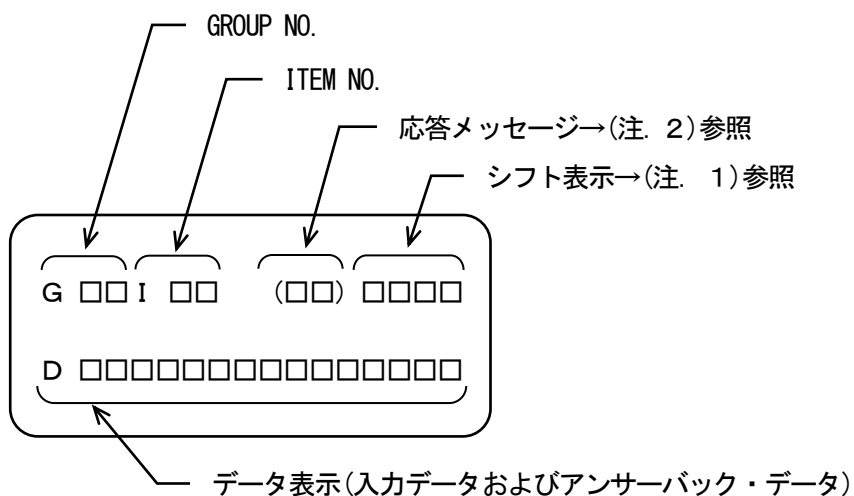 GROUP NO.
ITEM NO.
応答メッセージ→(注. 2)参照
シフト表示→(注. 1)参照
G □□ I □□ (□□) □□□□
D □□□□□□□□□□□□□□□
データ表示(入力データおよびアンサーバック・データ)